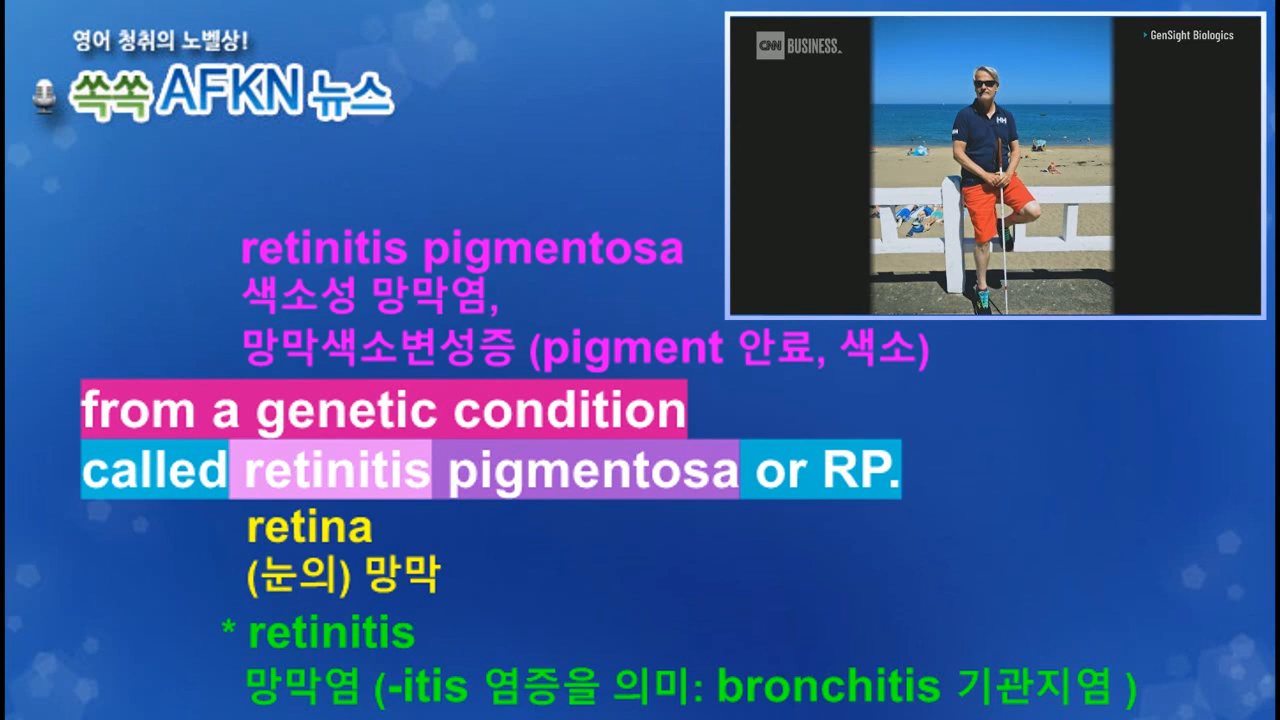 영어 청취의 노벨상!
쏙쏙 AFKN 뉴스
CNN BUSINESS
GenSight Biologics
HH
retinitis pigmentosa
색소성 망막염,
망막색소변성증 (pigment 안료, 색소)
from a genetic condition
called retinitis pigmentosa or RP.
retina
(눈의) 망막
* retinitis
망막염 (-itis 염증을 의미: bronchitis 기관지염 )